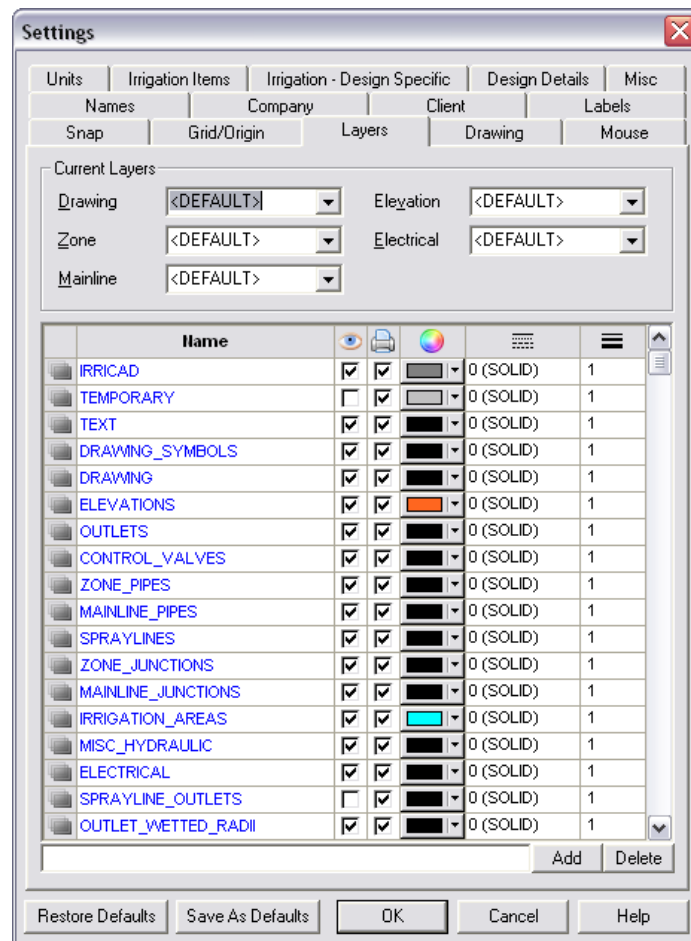 Settings
Units Irrigation Items Irrigation - Design Specific Design Details Misc
Names Company Client Labels
Snap Grid/Origin Layers Drawing Mouse
Current Layers
Drawing <DEFAULT> Elevation <DEFAULT>
Zone <DEFAULT> Electrical <DEFAULT>
Mainline <DEFAULT>
Name
IRRICAD 0 (SOLID) 1
TEMPORARY 0 (SOLID) 1
TEXT 0 (SOLID) 1
DRAWING_SYMBOLS 0 (SOLID) 1
DRAWING 0 (SOLID) 1
ELEVATIONS 0 (SOLID) 1
OUTLETS 0 (SOLID) 1
CONTROL_VALVES 0 (SOLID) 1
ZONE_PIPES 0 (SOLID) 1
MAINLINE_PIPES 0 (SOLID) 1
SPRAYLINES 0 (SOLID) 1
ZONE_JUNCTIONS 0 (SOLID) 1
MAINLINE_JUNCTIONS 0 (SOLID) 1
IRRIGATION_AREAS 0 (SOLID) 1
MISC_HYDRAULIC 0 (SOLID) 1
ELECTRICAL 0 (SOLID) 1
SPRAYLINE_OUTLETS 0 (SOLID) 1
OUTLET_WETTED_RADII 0 (SOLID) 1
Add Delete
Restore Defaults Save As Defaults OK Cancel Help